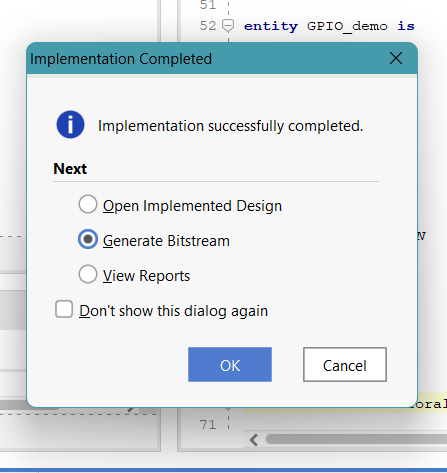 51
52 entity GPIO_demo is
Implementation Completed
Implementation successfully completed.
Next
Open Implemented Design
Generate Bitstream
View Reports
Don't show this dialog again
OK
Cancel
71